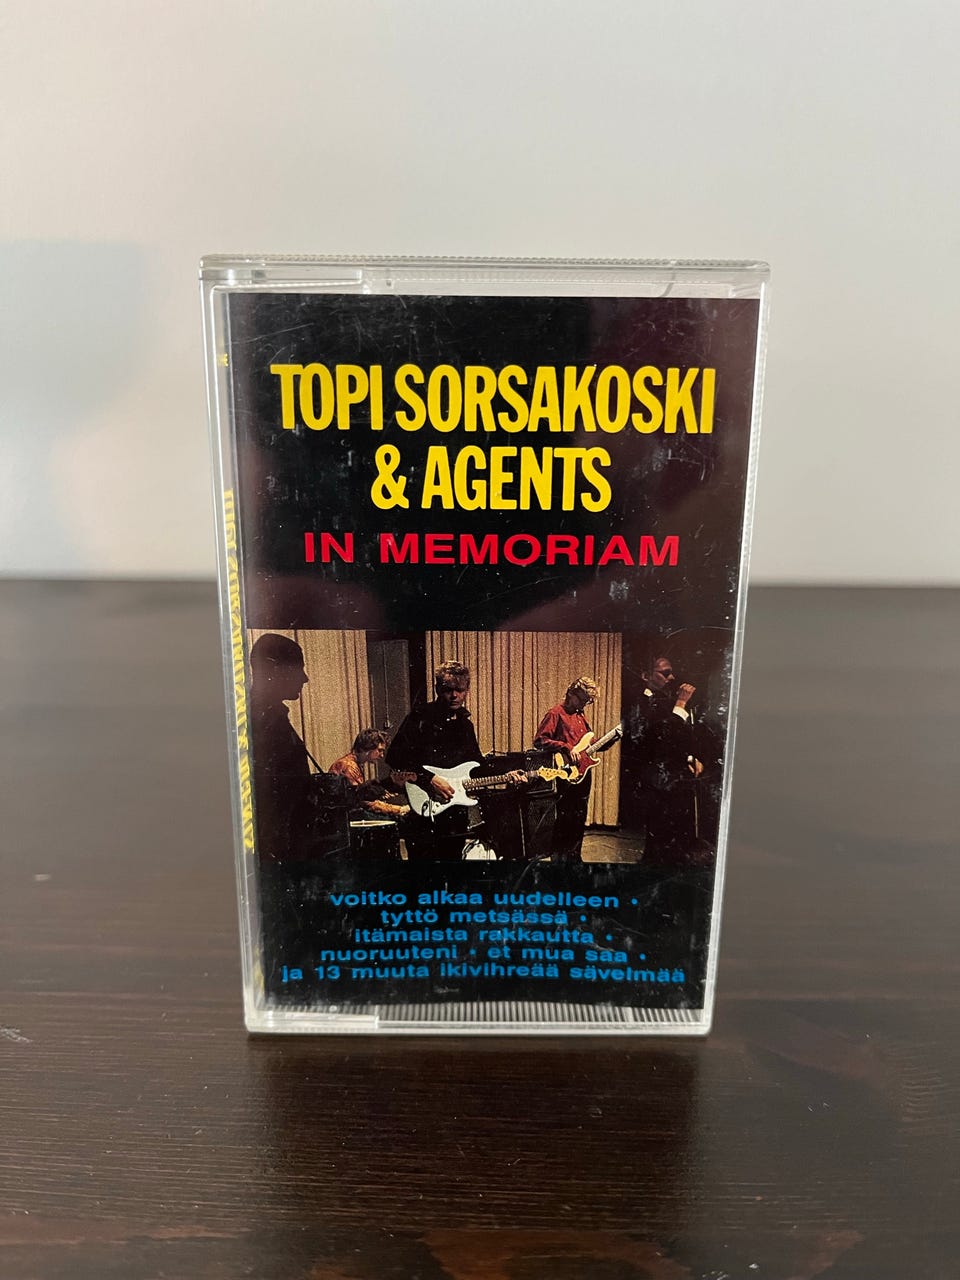 TOPI SORSAKOSKI
& AGENTS
IN MEMORIAM
voitko alkaa uudelleen •
tyttö metsässä •
itämaista rakkautta •
nuoruuteni • et mua saa •
ja 13 muuta ikivihreää sävelmää